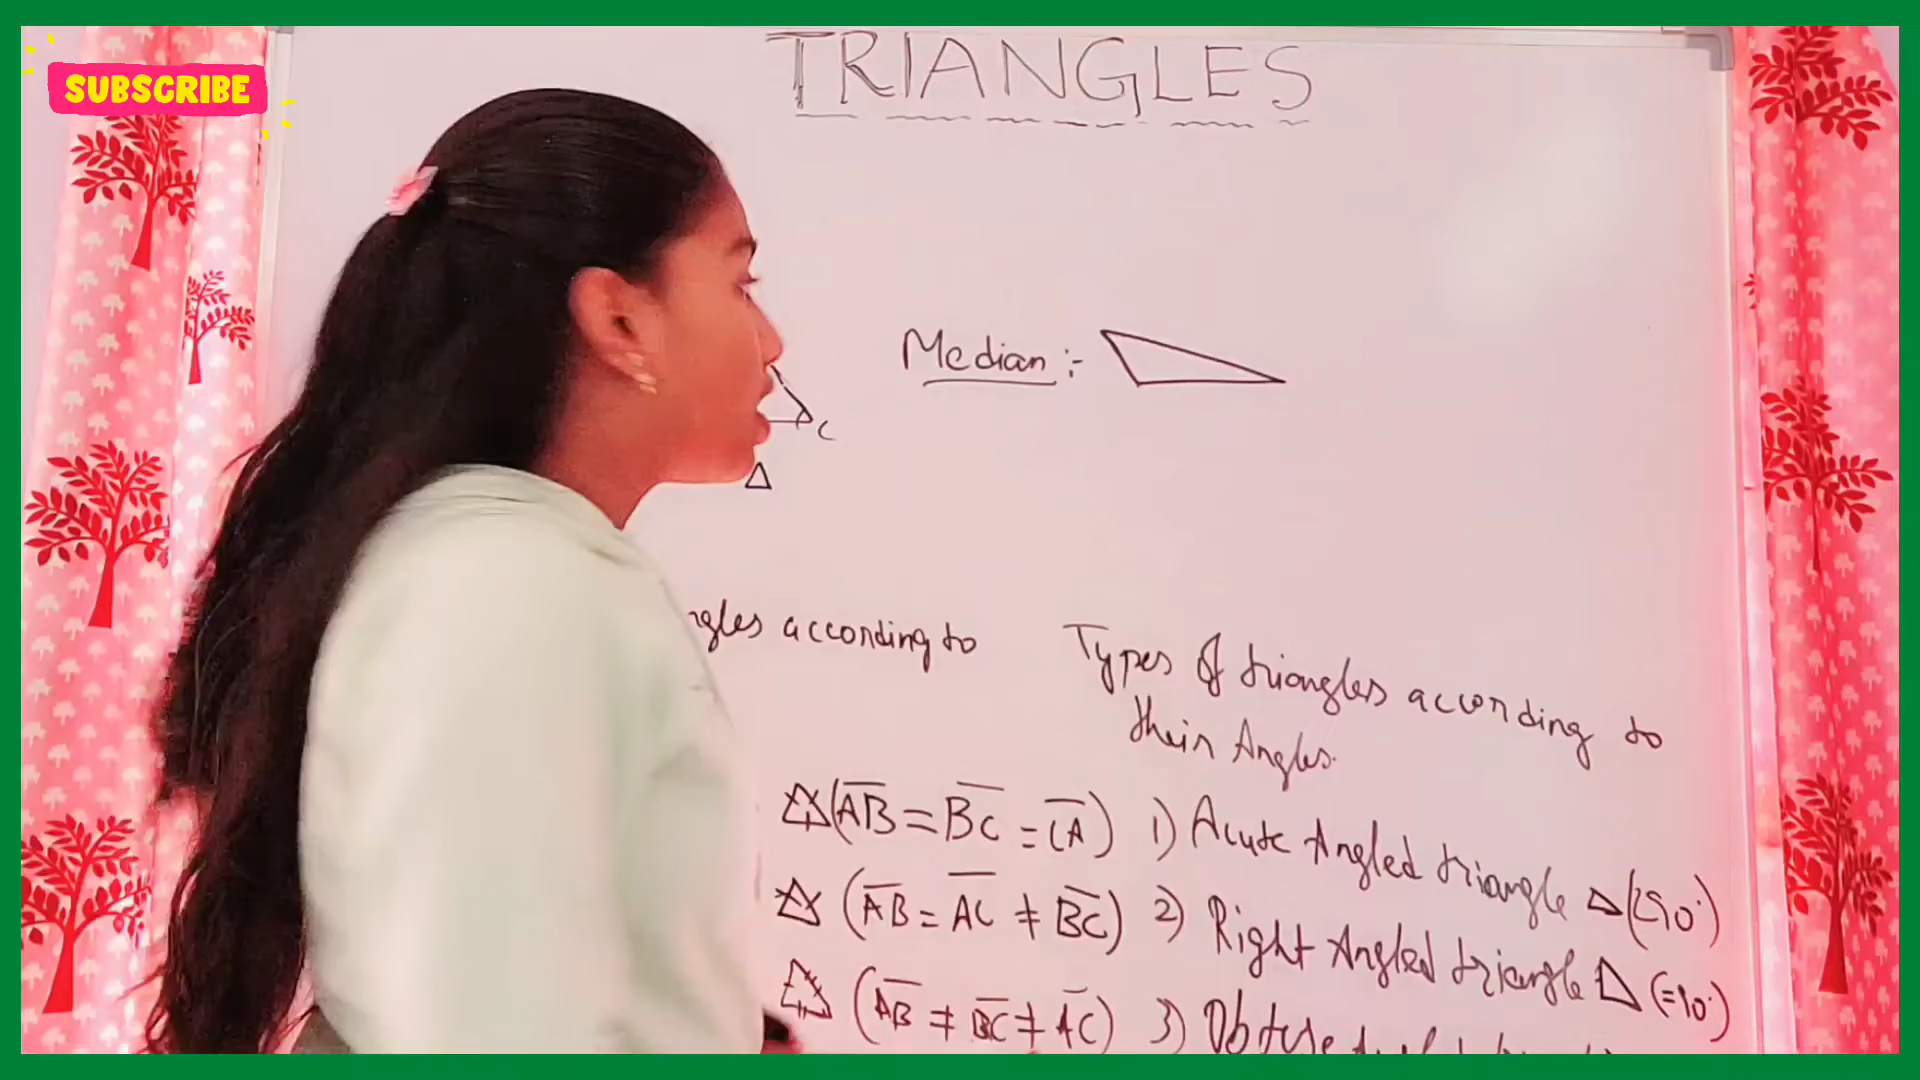 SUBSCRIBE
TRIANGLES
Median :-
C
Δ
according to
Types of triangles according to
their Angles.
(AB = BC = CA)
1) Acute Angled triangle (<90°)
(AB = AC ≠ BC)
2) Right Angled triangle (=90°)
(AB ≠ BC ≠ AC)
3) Obtuse